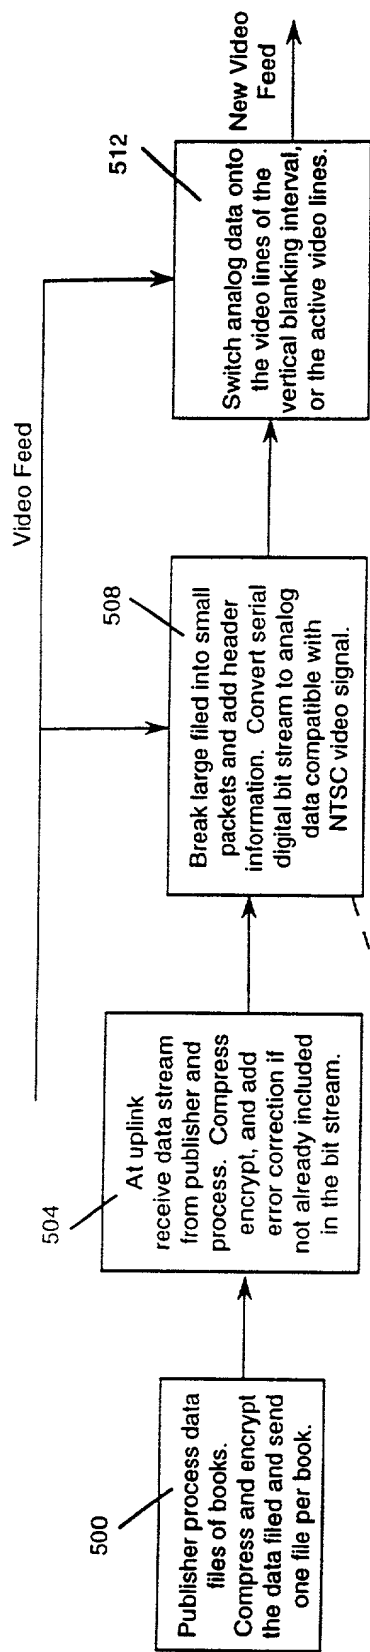 500
Publisher process data
files of books.
Compress and encrypt
the data filed and send
one file per book.
504
At uplink
receive data stream
from publisher and
process. Compress
encrypt, and add
error correction if
not already included
in the bit stream.
Video Feed
508
Break large filed into small
packets and add header
information. Convert serial
digital bit stream to analog
data compatible with
NTSC video signal.
512
Switch analog data onto
the video lines of the
vertical blanking interval,
or the active video lines.
New Video
Feed